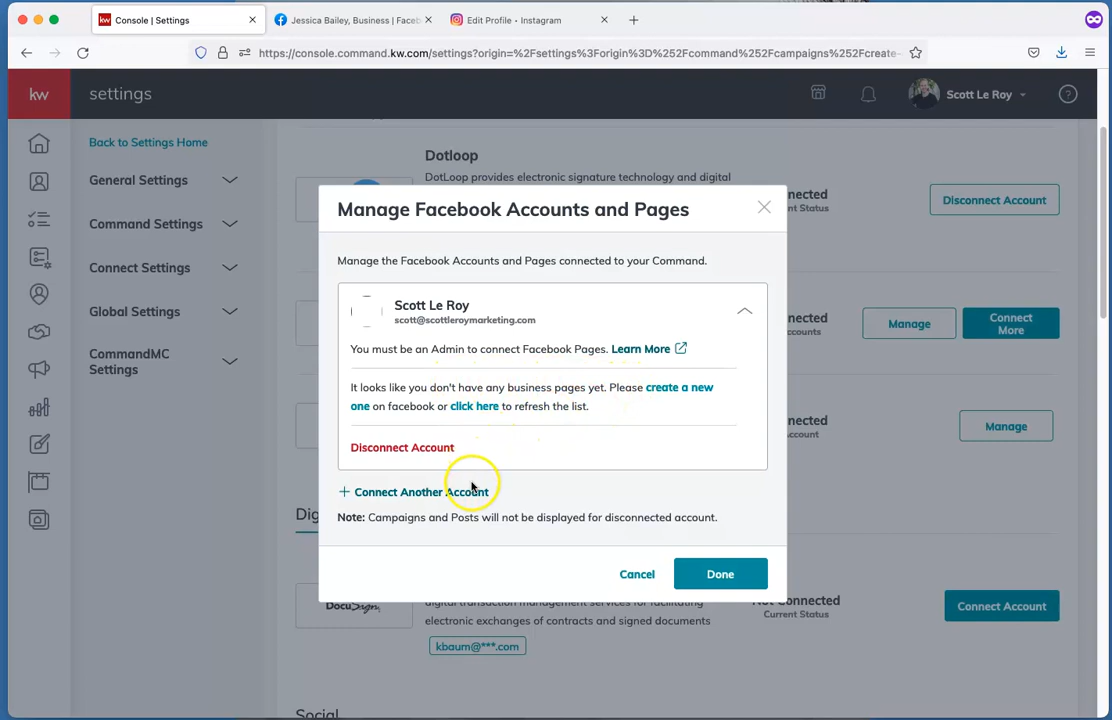 Console | Settings
Jessica Bailey, Business | Faceb
Edit Profile • Instagram
https://console.command.kw.com/settings?origin=%2Fsettings%3Forigin%3D%252Fcommand%252Fcampaigns%252Fcreate-
kw
settings
Scott Le Roy
Back to Settings Home
General Settings
Command Settings
Connect Settings
Global Settings
CommandMC
Settings
Dotloop
DotLoop provides electronic signature technology and digital
nnected
nt Status
Disconnect Account
Manage Facebook Accounts and Pages
Manage the Facebook Accounts and Pages connected to your Command.
Scott Le Roy
scott@scottleroymarketing.com
You must be an Admin to connect Facebook Pages. Learn More
It looks like you don't have any business pages yet. Please create a new
one on facebook or click here to refresh the list.
Disconnect Account
+ Connect Another Account
Note: Campaigns and Posts will not be displayed for disconnected account.
Cancel
Done
nnected
ccounts
Manage
Connect
More
nnected
Account
Manage
Dig
DocuSign
digital transaction management services for facilitating
electronic exchanges of contracts and signed documents
kbaum@***.com
Not Connected
Current Status
Connect Account
Social